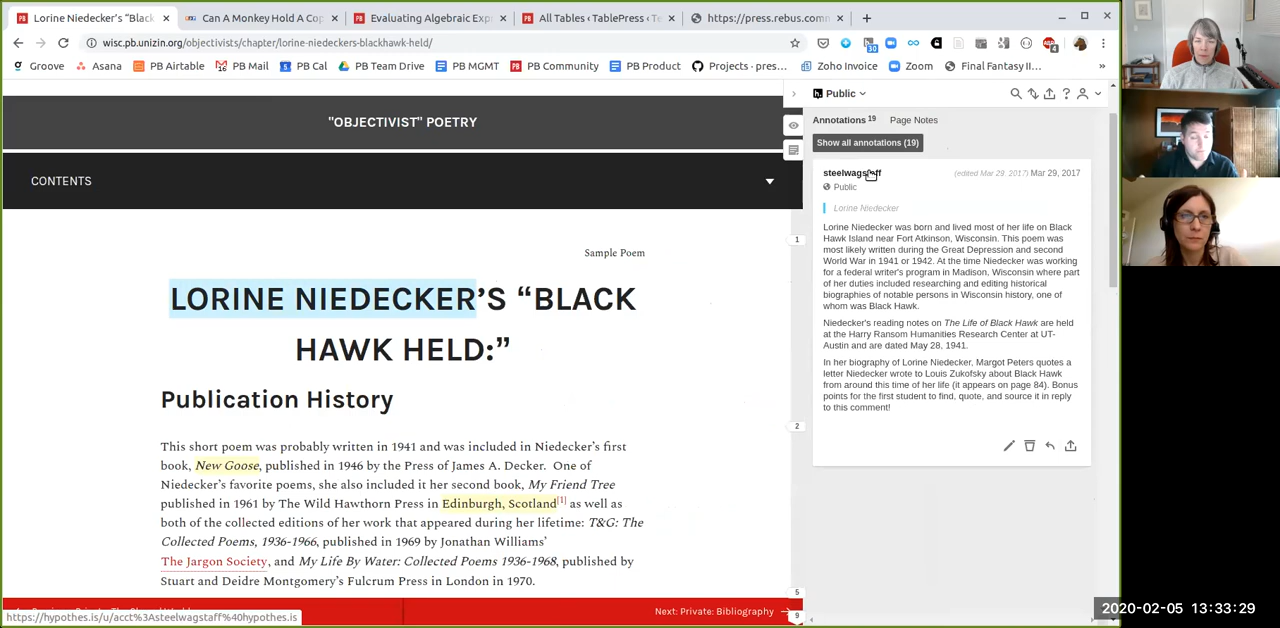 Lorine Niedecker's "Black
Can A Monkey Hold A Cop
Evaluating Algebraic Exp
All Tables ‹ TablePress ‹ Te
https://press.rebus.comm
wisc.pb.unizin.org/objectivists/chapter/lorine-niedeckers-blackhawk-held/
Groove
Asana
PB Airtable
PB Mail
PB Cal
PB Team Drive
PB MGMT
PB Community
PB Product
Projects · pres...
Zoho Invoice
Zoom
Final Fantasy II...
"OBJECTIVIST" POETRY
CONTENTS
Sample Poem
LORINE NIEDECKER'S "BLACK
HAWK HELD:"
Publication History
This short poem was probably written in 1941 and was included in Niedecker's first
book, New Goose, published in 1946 by the Press of James A. Decker. One of
Niedecker's favorite poems, she also included it her second book, My Friend Tree
published in 1961 by The Wild Hawthorn Press in Edinburgh, Scotland[1] as well as
both of the collected editions of her work that appeared during her lifetime: T&G: The
Collected Poems, 1936-1966, published in 1969 by Jonathan Williams'
The Jargon Society, and My Life By Water: Collected Poems 1936-1968, published by
Stuart and Deidre Montgomery's Fulcrum Press in London in 1970.
Next: Private: Bibliography →
https://hypothes.is/u/acct%3Asteelwagstaff%40hypothes.is
1
2
5
9
Public
Annotations 19 Page Notes
Show all annotations (19)
steelwagstaff (edited Mar 29, 2017) Mar 29, 2017
Public
Lorine Niedecker
Lorine Niedecker was born and lived most of her life on Black
Hawk Island near Fort Atkinson, Wisconsin. This poem was
most likely written during the Great Depression and second
World War in 1941 or 1942. At the time Niedecker was working
for a federal writer's program in Madison, Wisconsin where part
of her duties included researching and editing historical
biographies of notable persons in Wisconsin history, one of
whom was Black Hawk.
Niedecker's reading notes on The Life of Black Hawk are held
at the Harry Ransom Humanities Research Center at UT-
Austin and are dated May 28, 1941.
In her biography of Lorine Niedecker, Margot Peters quotes a
letter Niedecker wrote to Louis Zukofsky about Black Hawk
from around this time of her life (it appears on page 84). Bonus
points for the first student to find, quote, and source it in reply
to this comment!
2020-02-05 13:33:29